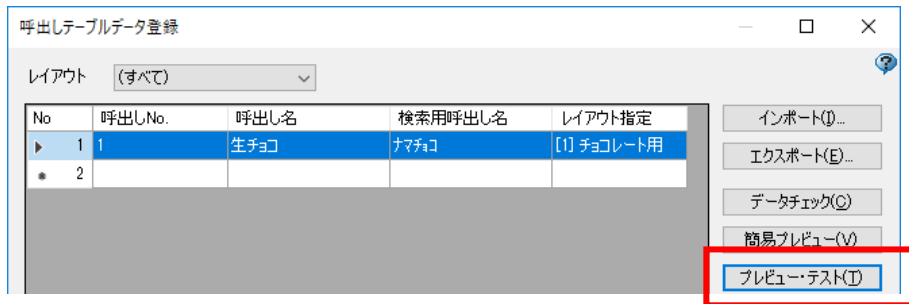 呼出しテーブルデータ登録
レイアウト (すべて)
No 呼出しNo. 呼出し名 検索用呼出し名 レイアウト指定
1 1 生チョコ ナマチョコ [1] チョコレート用
2
インポート(I)...
エクスポート(E)...
データチェック(C)
簡易プレビュー(V)
プレビュー・テスト(T)